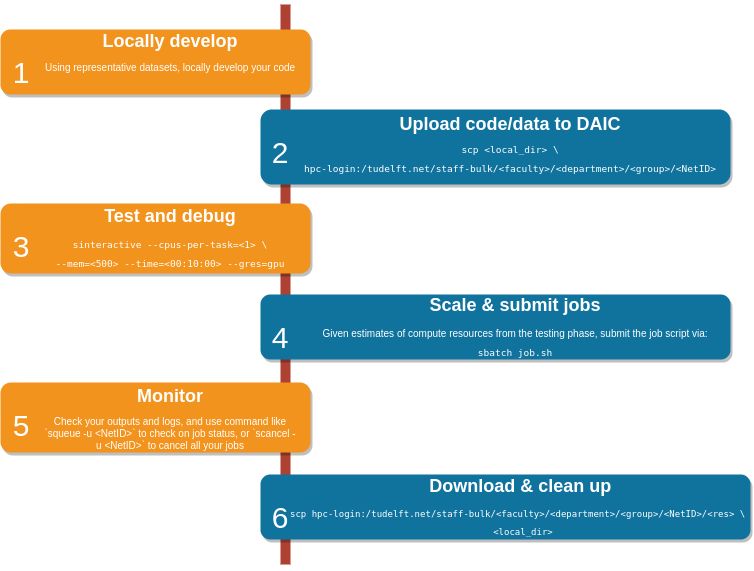 Locally develop
1
Using representative datasets, locally develop your code
Upload code/data to DAIC
2
scp <local_dir> \
hpc-login:/tudelft.net/staff-bulk/<faculty>/<department>/<group>/<NetID>
Test and debug
3
sinteractive --cpus-per-task=<1> \
--mem=<500> --time=<00:10:00> --gres=gpu
Scale & submit jobs
4
Given estimates of compute resources from the testing phase, submit the job script via:
sbatch job.sh
Monitor
5
Check your outputs and logs, and use command like
`squeue -u <NetID>` to check on job status, or `scancel -
u <NetID>` to cancel all your jobs
Download & clean up
6
scp hpc-login:/tudelft.net/staff-bulk/<faculty>/<department>/<group>/<NetID>/<res> \
<local_dir>